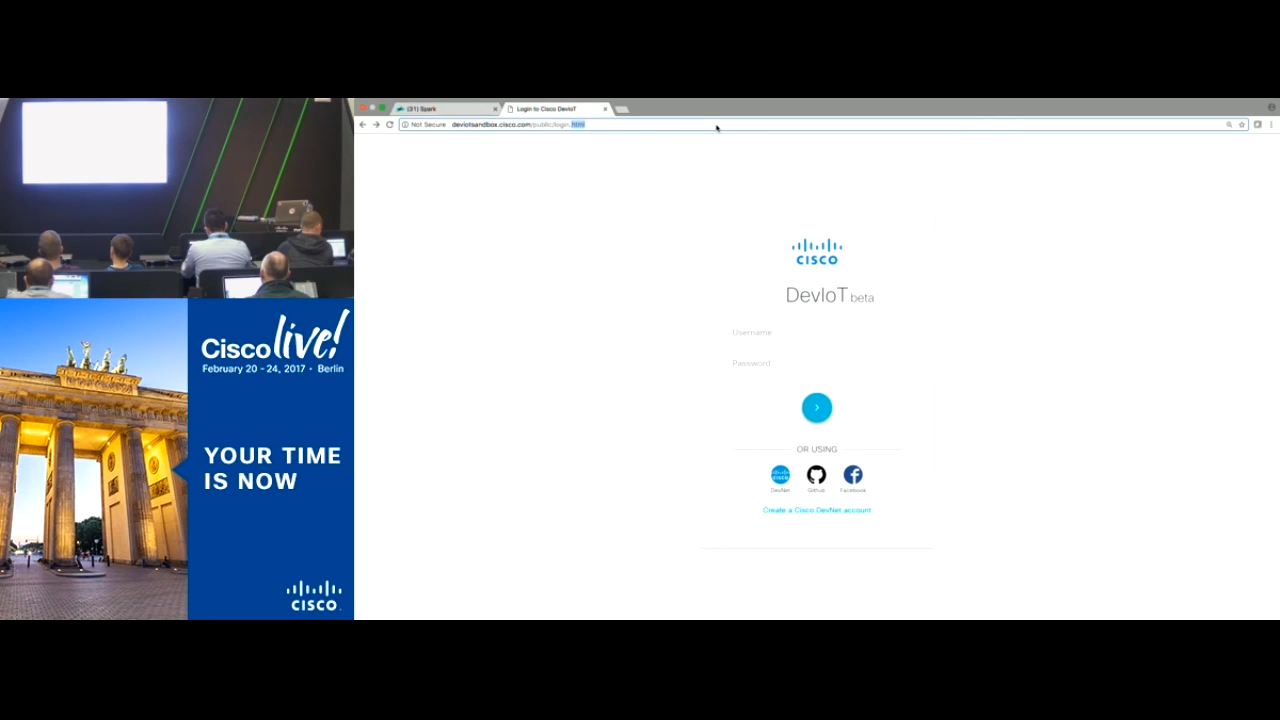 (31) Spark
Login to Cisco DevIoT
Not Secure deviotsandbox.cisco.com/public/login.html
CISCO
DevIoT beta
Username
Password
OR USING
DevNet Github Facebook
Create a Cisco DevNet account
Cisco live!
February 20 - 24, 2017 • Berlin
YOUR TIME
IS NOW
CISCO